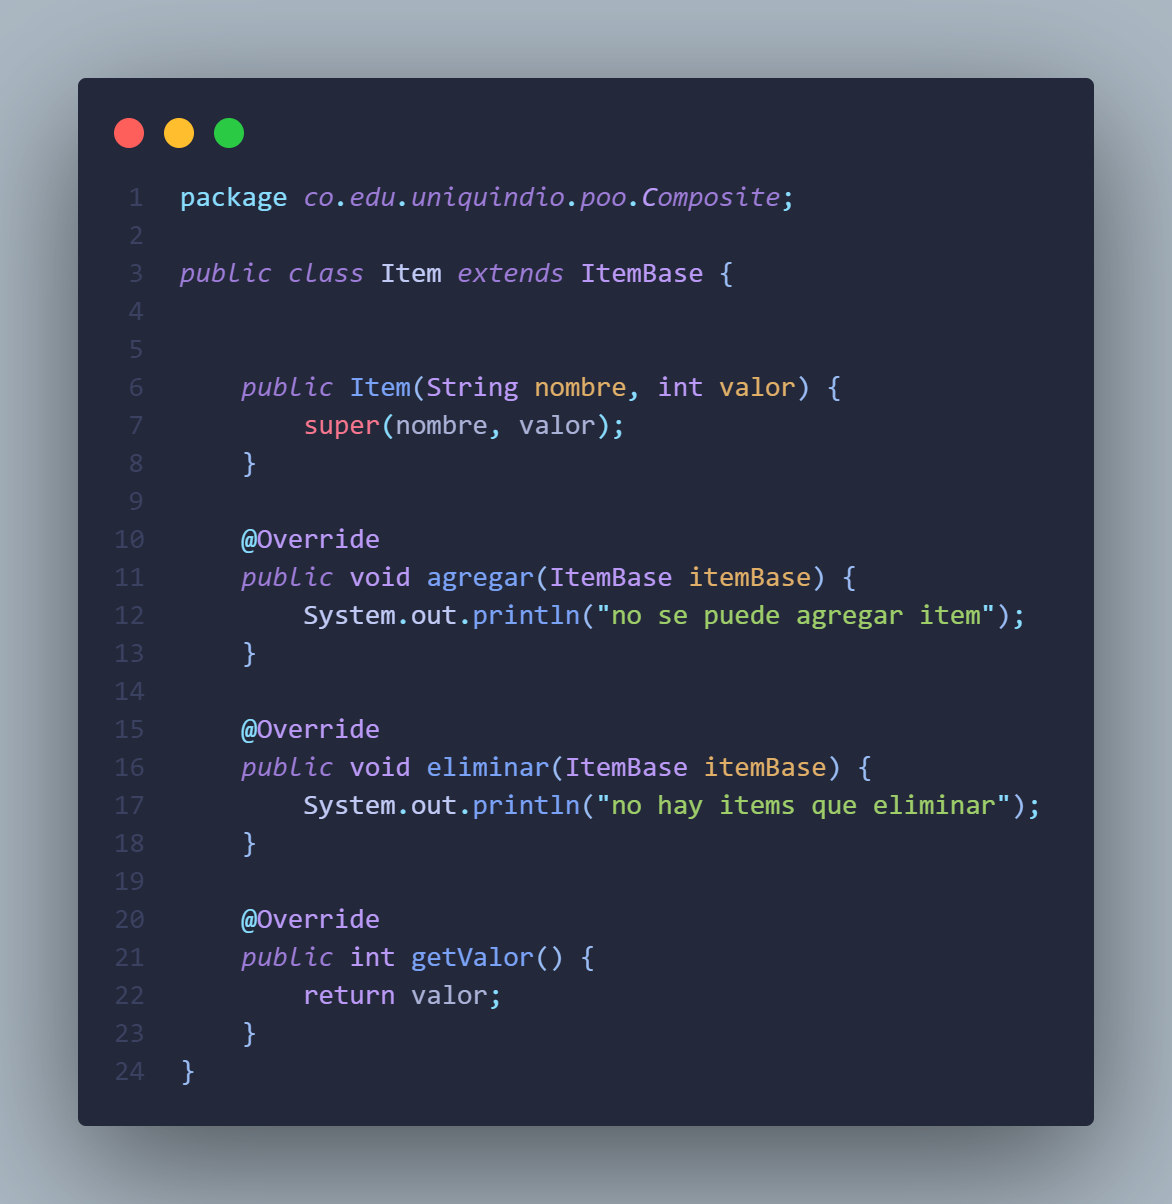 1 package co.edu.uniquindio.poo.Composite;
2
3 public class Item extends ItemBase {
4
5
6     public Item(String nombre, int valor) {
7         super(nombre, valor);
8     }
9
10     @Override
11     public void agregar(ItemBase itemBase) {
12         System.out.println("no se puede agregar item");
13     }
14
15     @Override
16     public void eliminar(ItemBase itemBase) {
17         System.out.println("no hay items que eliminar");
18     }
19
20     @Override
21     public int getValor() {
22         return valor;
23     }
24 }